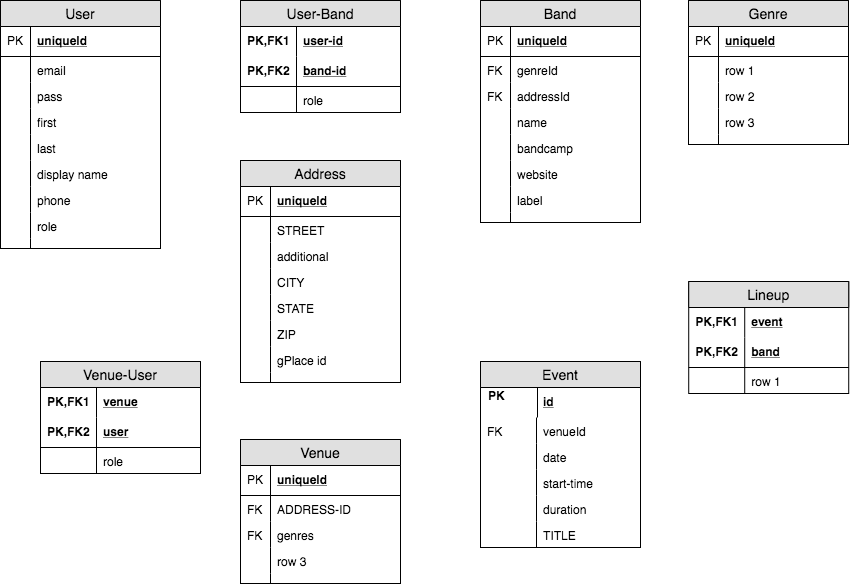 User
PK uniqueId
email
pass
first
last
display name
phone
role
User-Band
PK,FK1 user-id
PK,FK2 band-id
role
Band
PK uniqueId
FK genreId
FK addressId
name
bandcamp
website
label
Genre
PK uniqueId
row 1
row 2
row 3
Address
PK uniqueId
STREET
additional
CITY
STATE
ZIP
gPlace id
Lineup
PK,FK1 event
PK,FK2 band
row 1
Venue-User
PK,FK1 venue
PK,FK2 user
role
Event
PK id
FK venueId
date
start-time
duration
TITLE
Venue
PK uniqueId
FK ADDRESS-ID
FK genres
row 3